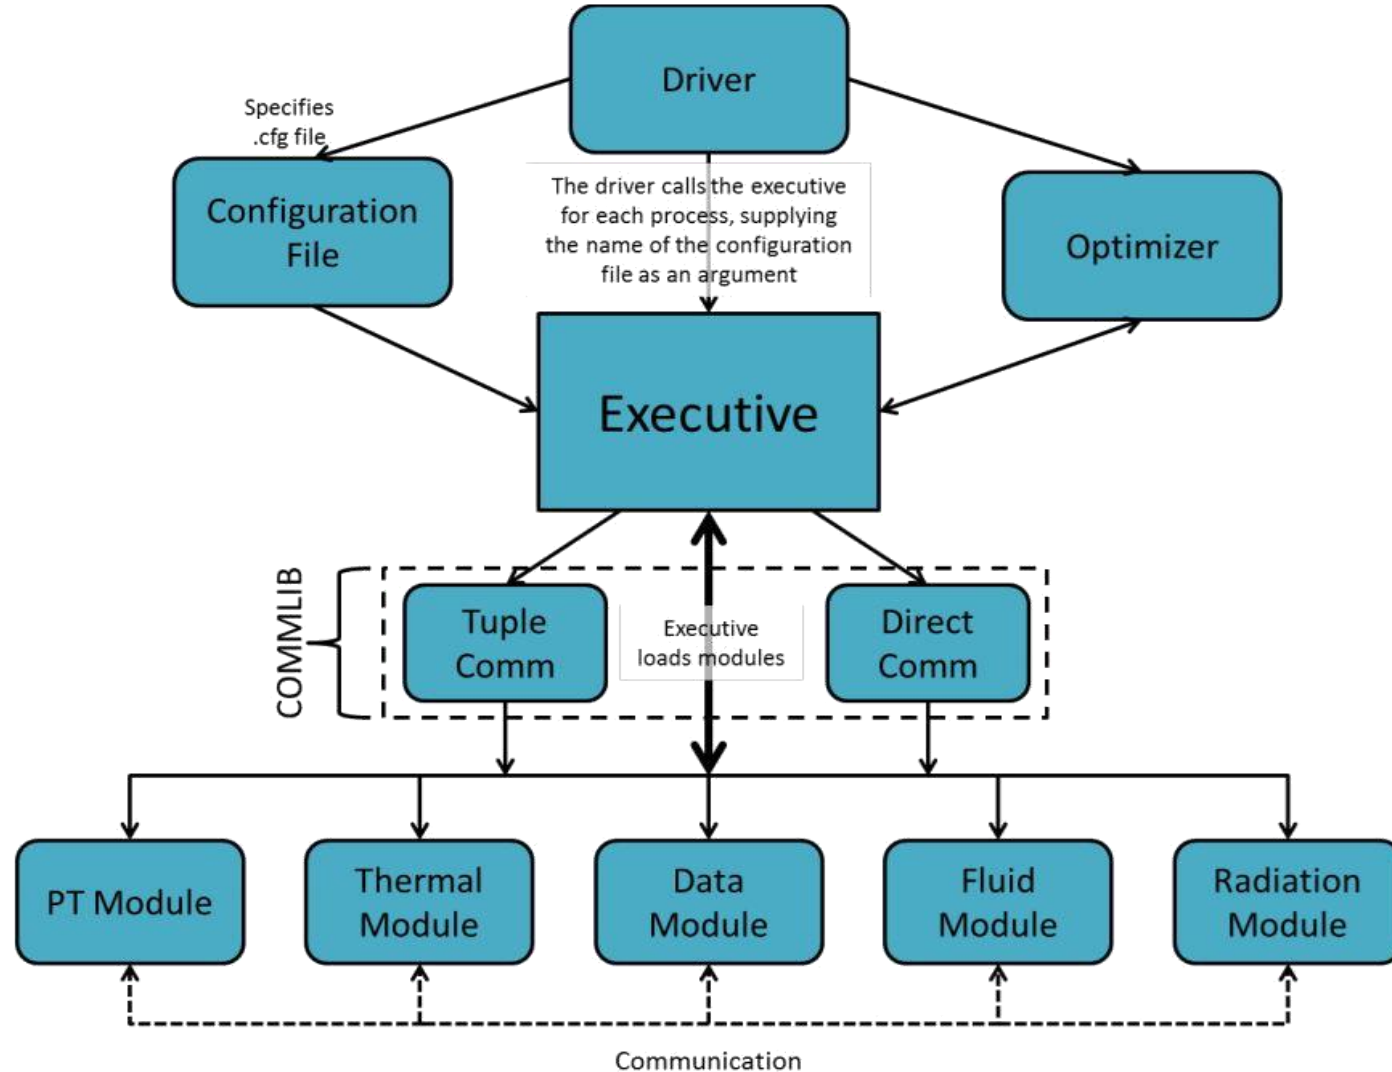 Driver
Specifies
.cfg file
Configuration
File
The driver calls the executive
for each process, supplying
the name of the configuration
file as an argument
Optimizer
Executive
COMMLIB
Tuple
Comm
Executive
loads modules
Direct
Comm
PT Module
Thermal
Module
Data
Module
Fluid
Module
Radiation
Module
Communication